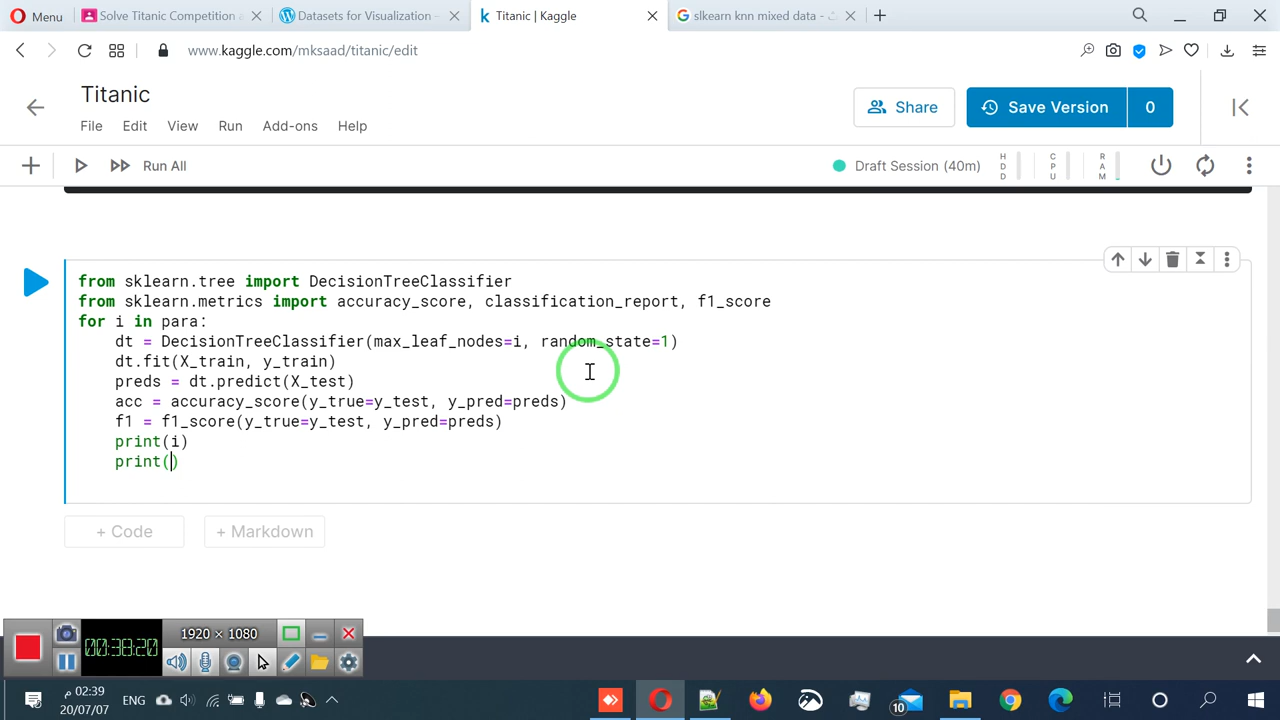 Menu
Solve Titanic Competition a
Datasets for Visualization –
Titanic | Kaggle
slkearn knn mixed data -
www.kaggle.com/mksaad/titanic/edit
Titanic
Share
Save Version
0
File
Edit
View
Run
Add-ons
Help
Run All
Draft Session (40m)
HDD
CPU
RAM
from sklearn.tree import DecisionTreeClassifier
from sklearn.metrics import accuracy_score, classification_report, f1_score
for i in para:
    dt = DecisionTreeClassifier(max_leaf_nodes=i, random_state=1)
    dt.fit(X_train, y_train)
    preds = dt.predict(X_test)
    acc = accuracy_score(y_true=y_test, y_pred=preds)
    f1 = f1_score(y_true=y_test, y_pred=preds)
    print(i)
    print()
+ Code
+ Markdown
00:38:20
1920 × 1080
ENG
02:39 م
20/07/07
10